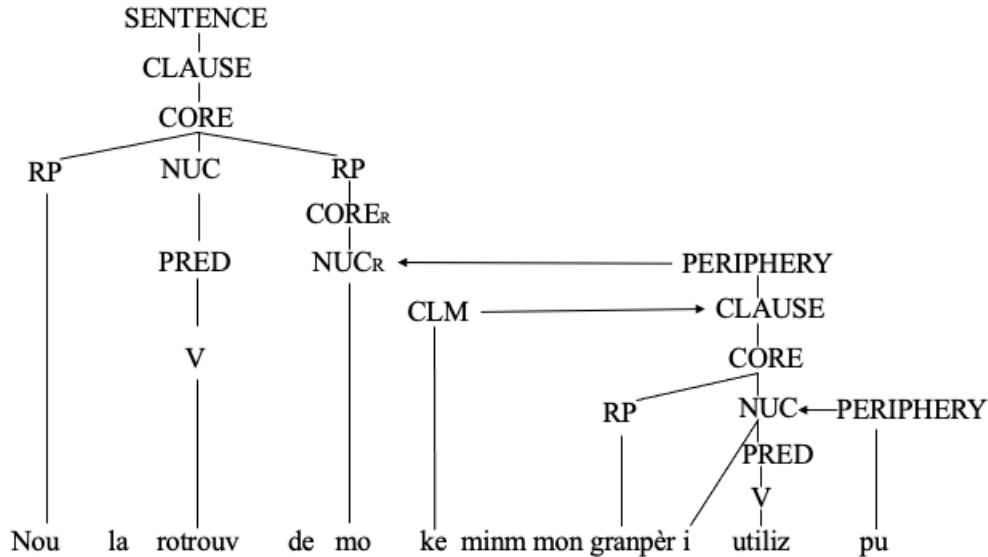 SENTENCE
CLAUSE
CORE
RP NUC RP
CORER
PRED NUCR PERIPHERY
CLM CLAUSE
V CORE
RP NUC PERIPHERY
PRED
V
Nou la rotrouv de mo ke minm mon granpèr i utiliz pu